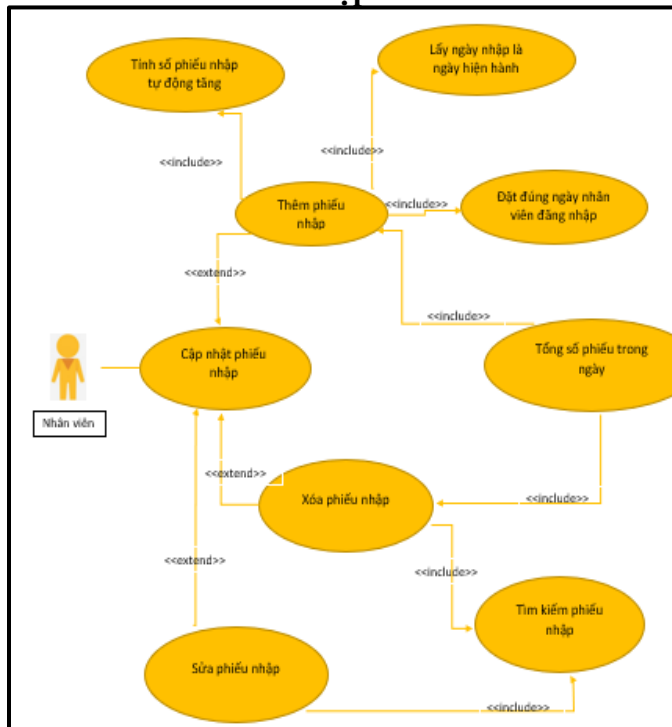 Tính số phiếu nhập
tự động tăng
Lấy ngày nhập là
ngày hiện hành
<<include>>
<<include>>
Thêm phiếu
nhập
<<include>>
Đặt đúng ngày nhân
viên đăng nhập
<<extend>>
<<include>>
Cập nhật phiếu
nhập
Tổng số phiếu trong
ngày
Nhân viên
<<extend>>
Xóa phiếu nhập
<<include>>
<<extend>>
<<include>>
Tìm kiếm phiếu
nhập
Sửa phiếu nhập
<<include>>